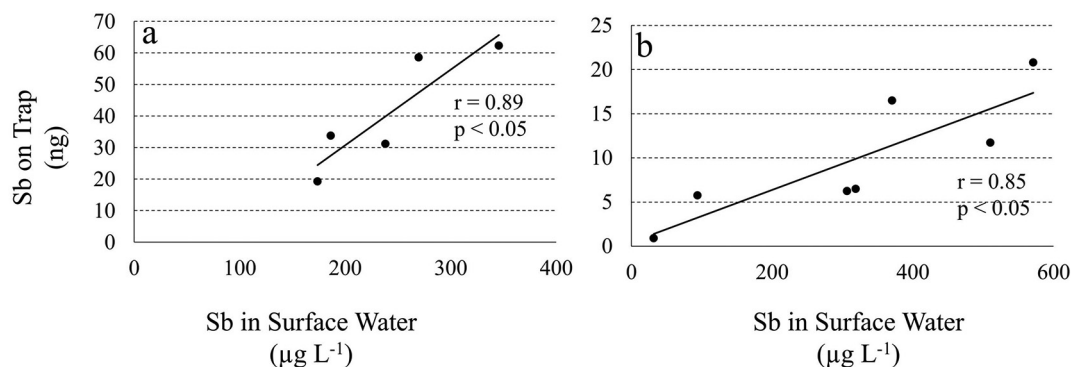 a
70
60
50
40
30
20
10
0
0 100 200 300 400
r = 0.89
p < 0.05
Sb on Trap
(ng)
Sb in Surface Water
(µg L⁻¹)
b
25
20
15
10
5
0
0 200 400 600
r = 0.85
p < 0.05
Sb in Surface Water
(µg L⁻¹)